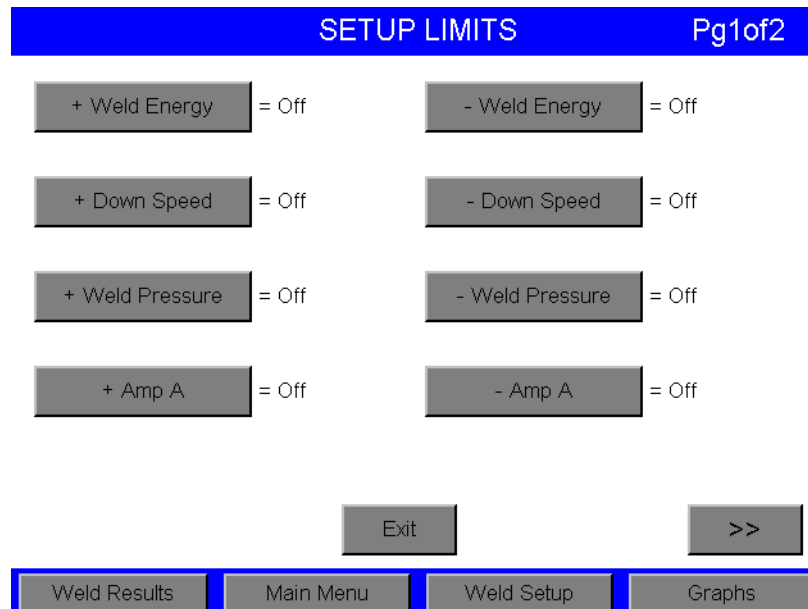 SETUP LIMITS Pg1of2
+ Weld Energy = Off - Weld Energy = Off
+ Down Speed = Off - Down Speed = Off
+ Weld Pressure = Off - Weld Pressure = Off
+ Amp A = Off - Amp A = Off
Exit >>
Weld Results Main Menu Weld Setup Graphs